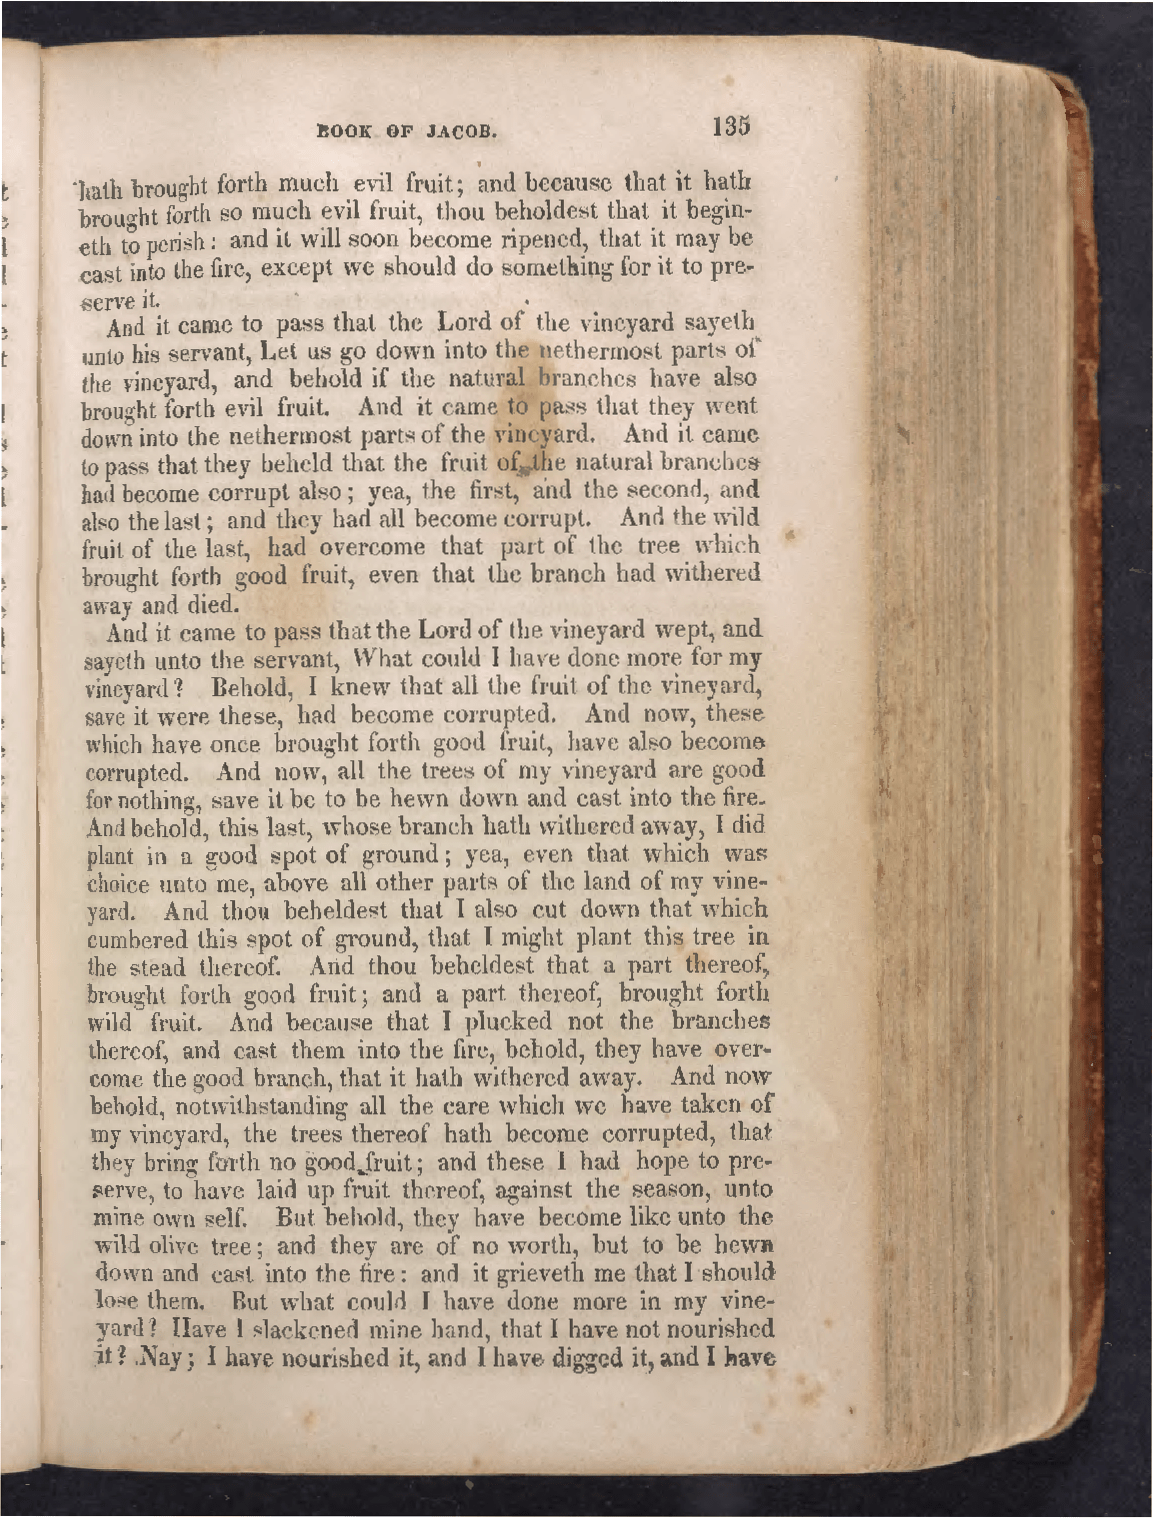 BOOK OF JACOB. 135
hath brought forth much evil fruit; and because that it hath
brought forth so much evil fruit, thou beholdest that it begin-
eth to perish: and it will soon become ripened, that it may be
cast into the fire, except we should do something for it to pre-
serve it.
And it came to pass that the Lord of the vineyard sayeth
unto his servant, Let us go down into the nethermost parts of
the vineyard, and behold if the natural branches have also
brought forth evil fruit. And it came to pass that they went
down into the nethermost parts of the vineyard. And it came
to pass that they beheld that the fruit of the natural branches
had become corrupt also; yea, the first, and the second, and
also the last; and they had all become corrupt. And the wild
fruit of the last, had overcome that part of the tree which
brought forth good fruit, even that the branch had withered
away and died.
And it came to pass that the Lord of the vineyard wept, and
sayeth unto the servant, What could I have done more for my
vineyard? Behold, I knew that all the fruit of the vineyard,
save it were these, had become corrupted. And now, these
which have once brought forth good fruit, have also become
corrupted. And now, all the trees of my vineyard are good
for nothing, save it be to be hewn down and cast into the fire.
And behold, this last, whose branch hath withered away, I did
plant in a good spot of ground; yea, even that which was
choice unto me, above all other parts of the land of my vine-
yard. And thou beheldest that I also cut down that which
cumbered this spot of ground, that I might plant this tree in
the stead thereof. And thou beheldest that a part thereof,
brought forth good fruit; and a part thereof, brought forth
wild fruit. And because that I plucked not the branches
thereof, and cast them into the fire, behold, they have over-
come the good branch, that it hath withered away. And now
behold, notwithstanding all the care which we have taken of
my vineyard, the trees thereof hath become corrupted, that
they bring forth no good fruit; and these I had hope to pre-
serve, to have laid up fruit thereof, against the season, unto
mine own self. But behold, they have become like unto the
wild olive tree; and they are of no worth, but to be hewn
down and cast into the fire: and it grieveth me that I should
lose them. But what could I have done more in my vine-
yard? Have I slackened mine hand, that I have not nourished
it? Nay; I have nourished it, and I have digged it, and I have